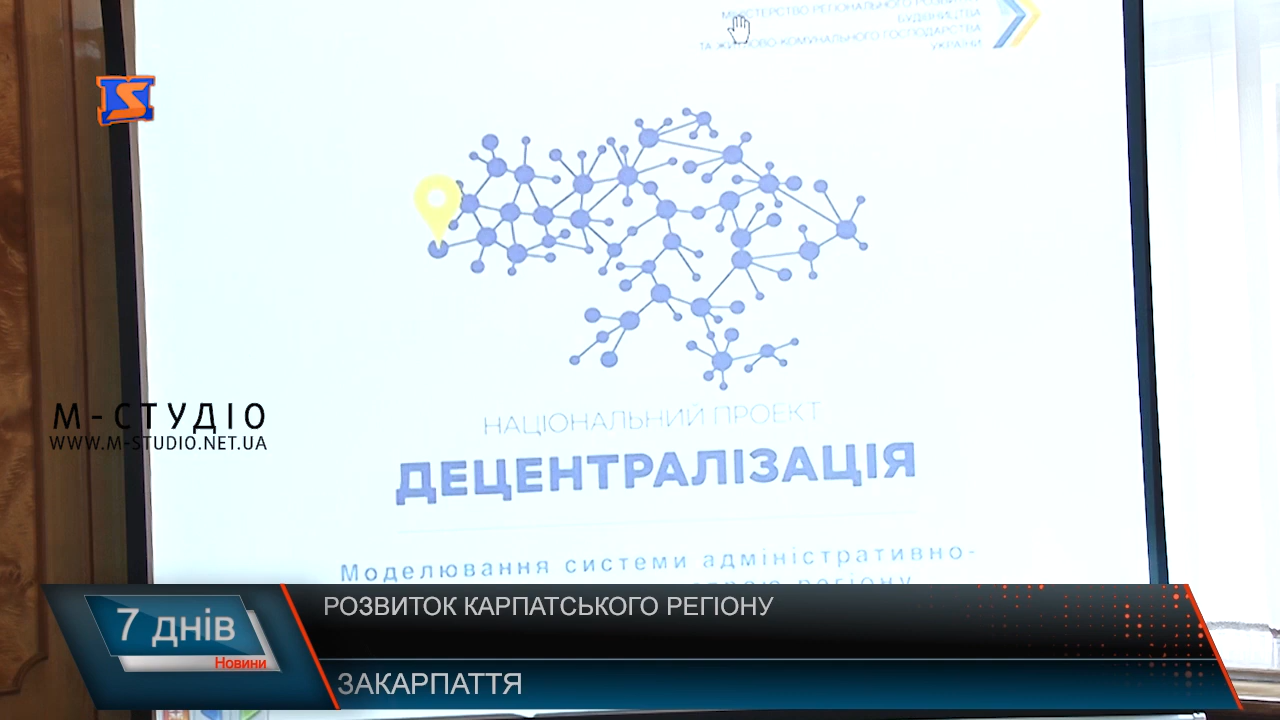 МІНІСТЕРСТВО РЕГІОНАЛЬНОГО РОЗВИТКУ
БУДІВНИЦТВА
ТА ЖИТЛОВО-КОМУНАЛЬНОГО ГОСПОДАРСТВА
УКРАЇНИ
НАЦІОНАЛЬНИЙ ПРОЕКТ
ДЕЦЕНТРАЛІЗАЦІЯ
Моделювання системи адміністративно-
регіону
М-СТУДІО
WWW.M-STUDIO.NET.UA
7 днів
Новини
РОЗВИТОК КАРПАТСЬКОГО РЕГІОНУ
ЗАКАРПАТТЯ